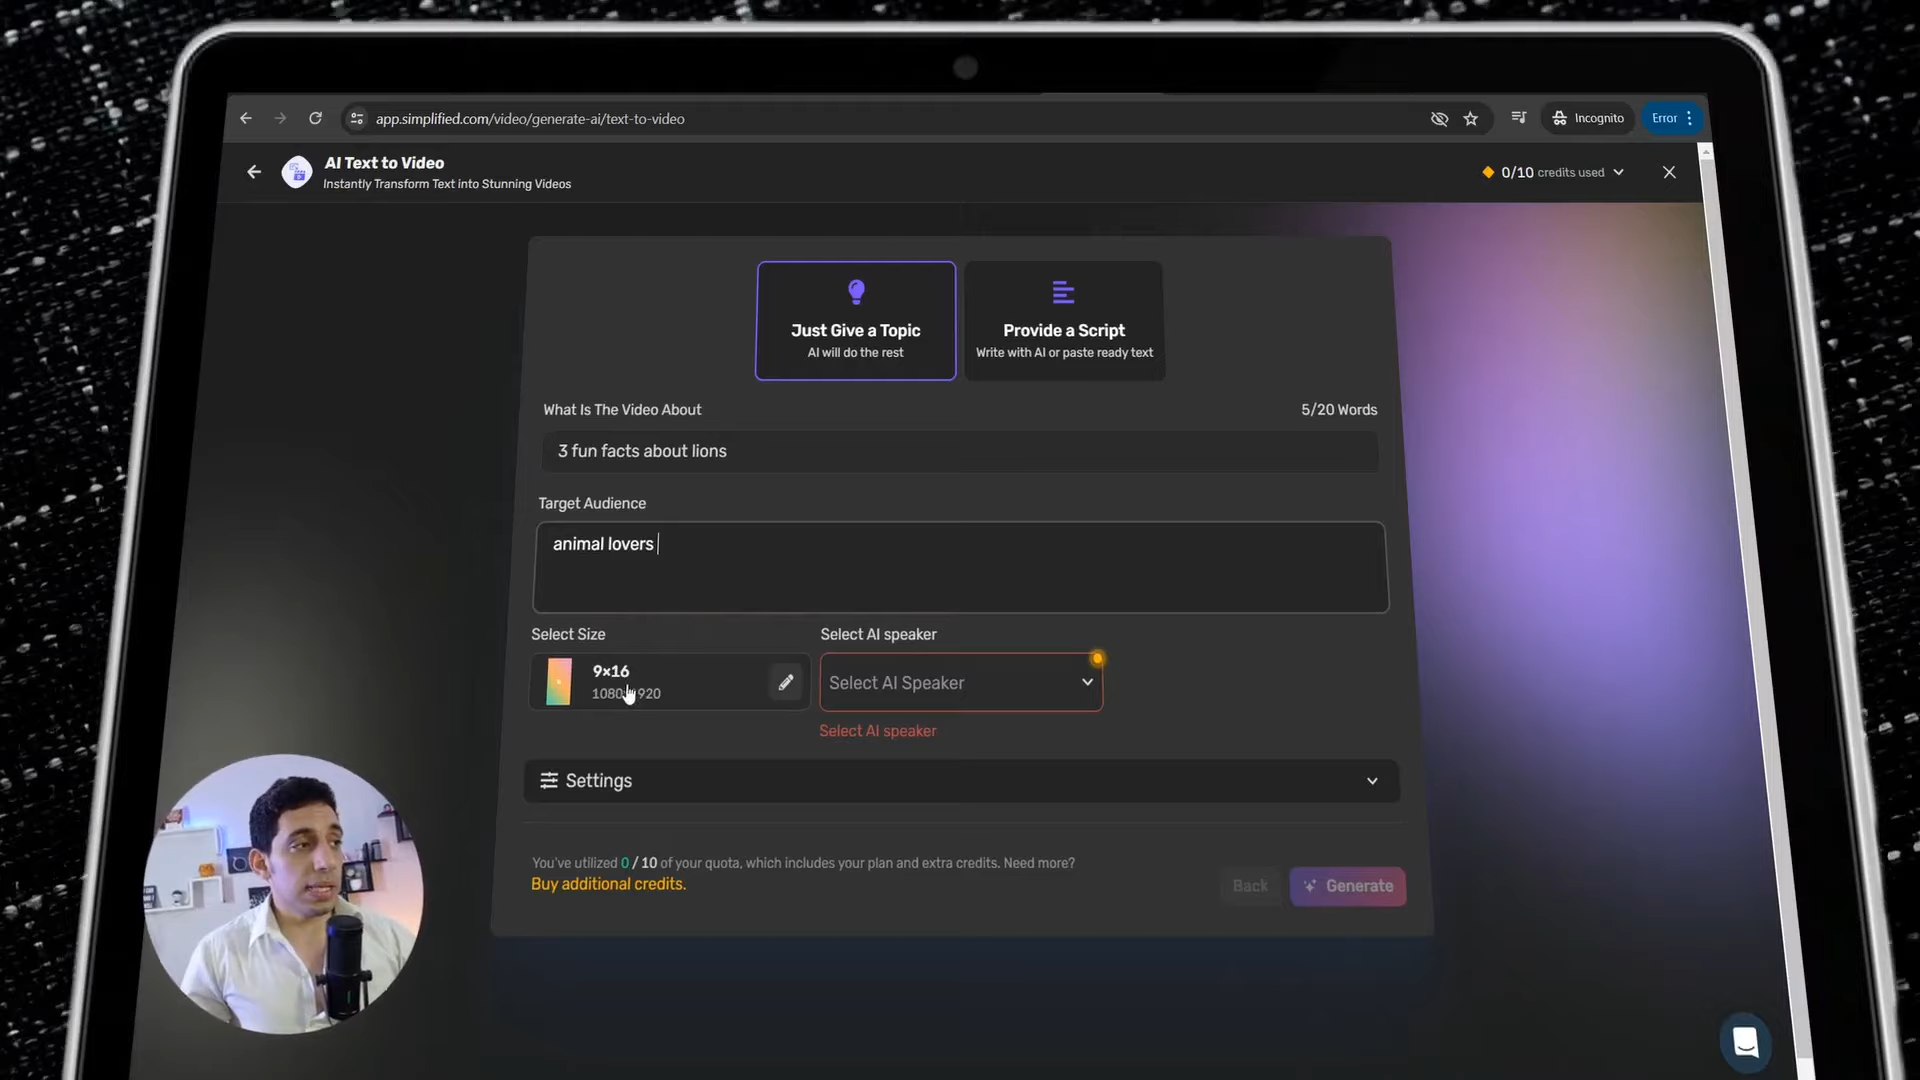 app.simplified.com/video/generate-ai/text-to-video
Incognito
Error
AI Text to Video
Instantly Transform Text into Stunning Videos
0/10 credits used
Just Give a Topic
AI will do the rest
Provide a Script
Write with AI or paste ready text
What Is The Video About
5/20 Words
3 fun facts about lions
Target Audience
animal lovers
Select Size
Select AI speaker
9×16
1080 920
Select AI Speaker
Select AI speaker
Settings
You've utilized 0 / 10 of your quota, which includes your plan and extra credits. Need more?
Buy additional credits.
Back
Generate